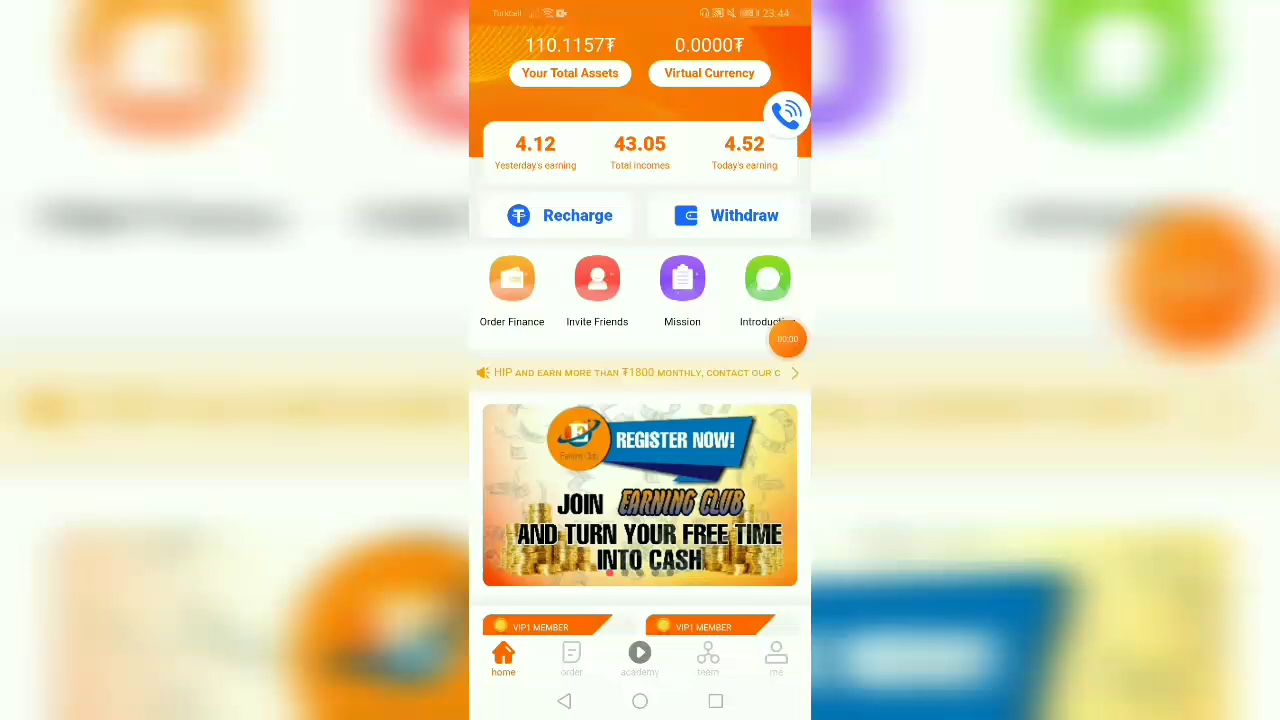 Turkcell 23:44
110.1157₮ 0.0000₮
Your Total Assets Virtual Currency
4.12 43.05 4.52
Yesterday's earning Total incomes Today's earning
Recharge Withdraw
Order Finance Invite Friends Mission Introducti
00:00
HIP AND EARN MORE THAN ₮1800 MONTHLY, CONTACT OUR C
E REGISTER NOW!
JOIN EARNING CLUB
AND TURN YOUR FREE TIME
INTO CASH
VIP1 MEMBER VIP1 MEMBER
home order academy team me